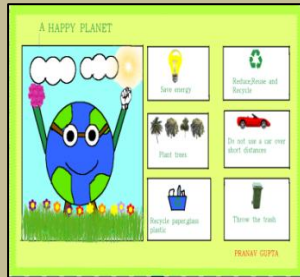 A HAPPY PLANET
Save energy
Reduce,Reuse and
Recycle
Plant trees
Do not use a car over
short distances
Recycle paper,glass
plastic
Throw the trash
PRANAV GUPTA